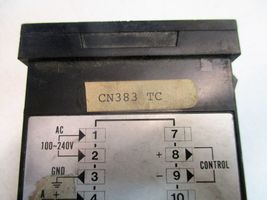 CN383 TC
AC 1 7
100-240V 2 + 8 CONTROL
GND 3 - 9
A + 4 10